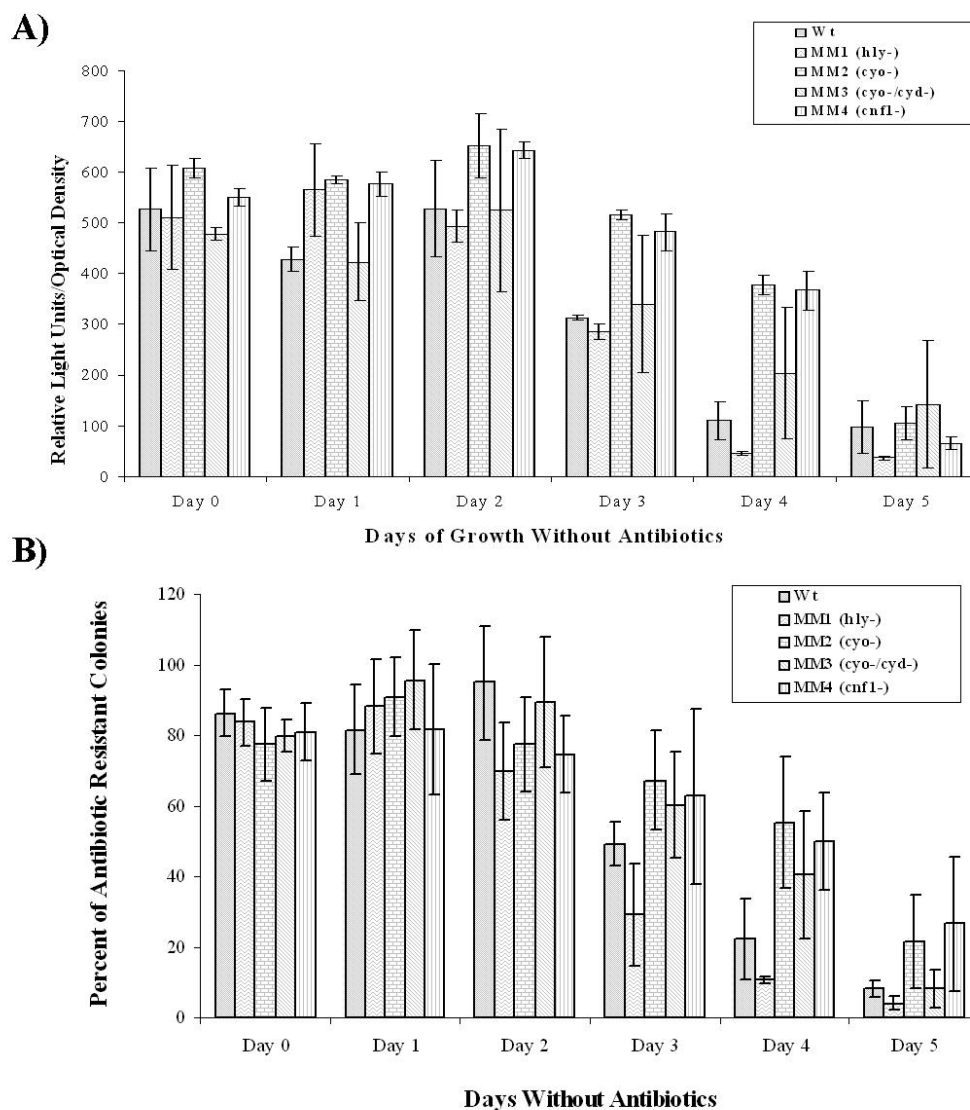 A)
Wt
MM1 (hly-)
MM2 (cyo-)
MM3 (cyo-/cyd-)
MM4 (cnf1-)
Relative Light Units/Optical Density
800
700
600
500
400
300
200
100
0
Day 0 Day 1 Day 2 Day 3 Day 4 Day 5
Days of Growth Without Antibiotics
B)
Wt
MM1 (hly-)
MM2 (cyo-)
MM3 (cyo-/cyd-)
MM4 (cnf1-)
Percent of Antibiotic Resistant Colonies
120
100
80
60
40
20
0
Day 0 Day 1 Day 2 Day 3 Day 4 Day 5
Days Without Antibiotics